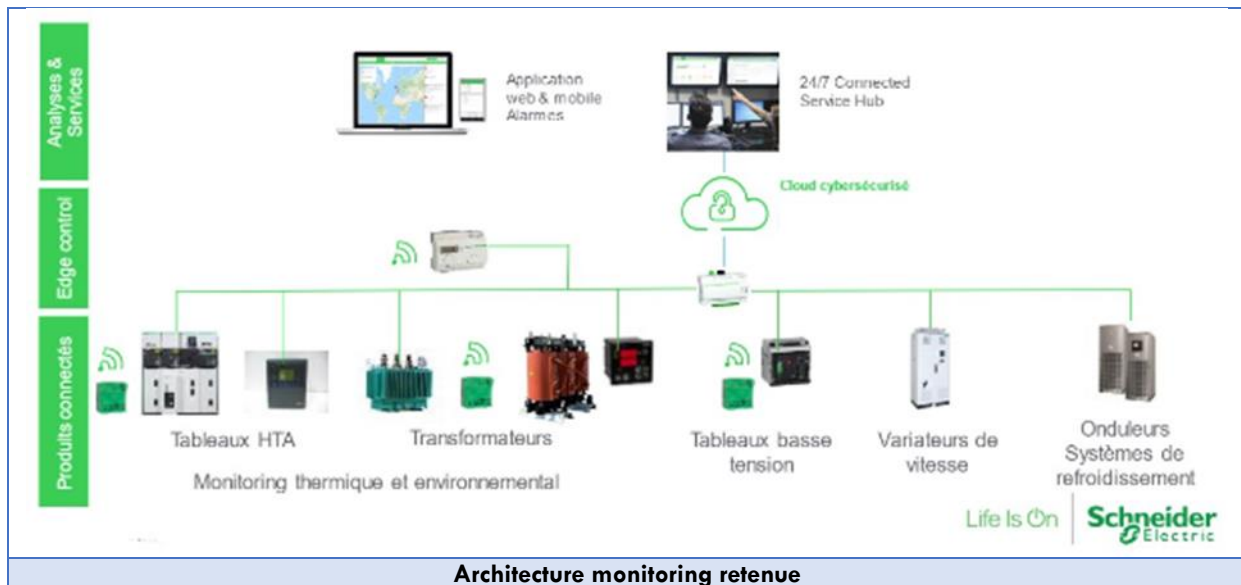 Analyses &
Services
Application
web & mobile
Alarmes
24/7 Connected
Service Hub
Cloud cybersécurisé
Edge control
Produits connectés
Tableaux HTA
Transformateurs
Tableaux basse
tension
Variateurs de
vitesse
Onduleurs
Systèmes de
refroidissement
Monitoring thermique et environnemental
Life Is On
Schneider
Electric
Architecture monitoring retenue